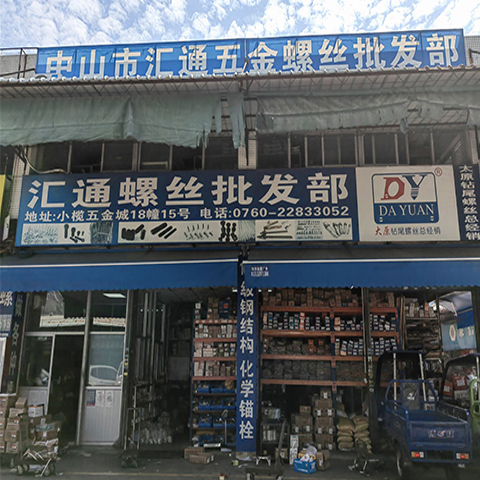 中山市汇通五金螺丝批发部
汇通螺丝批发部
地址:小榄五金城18幢15号 电话:0760-22833052
DY®
DA YUAN
大原钻尾螺丝总经销
大原钻尾螺丝总经销
钢结构 化学锚栓